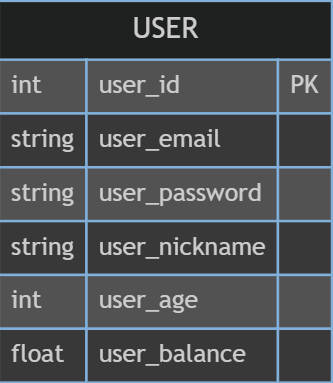 USER
int user_id PK
string user_email
string user_password
string user_nickname
int user_age
float user_balance